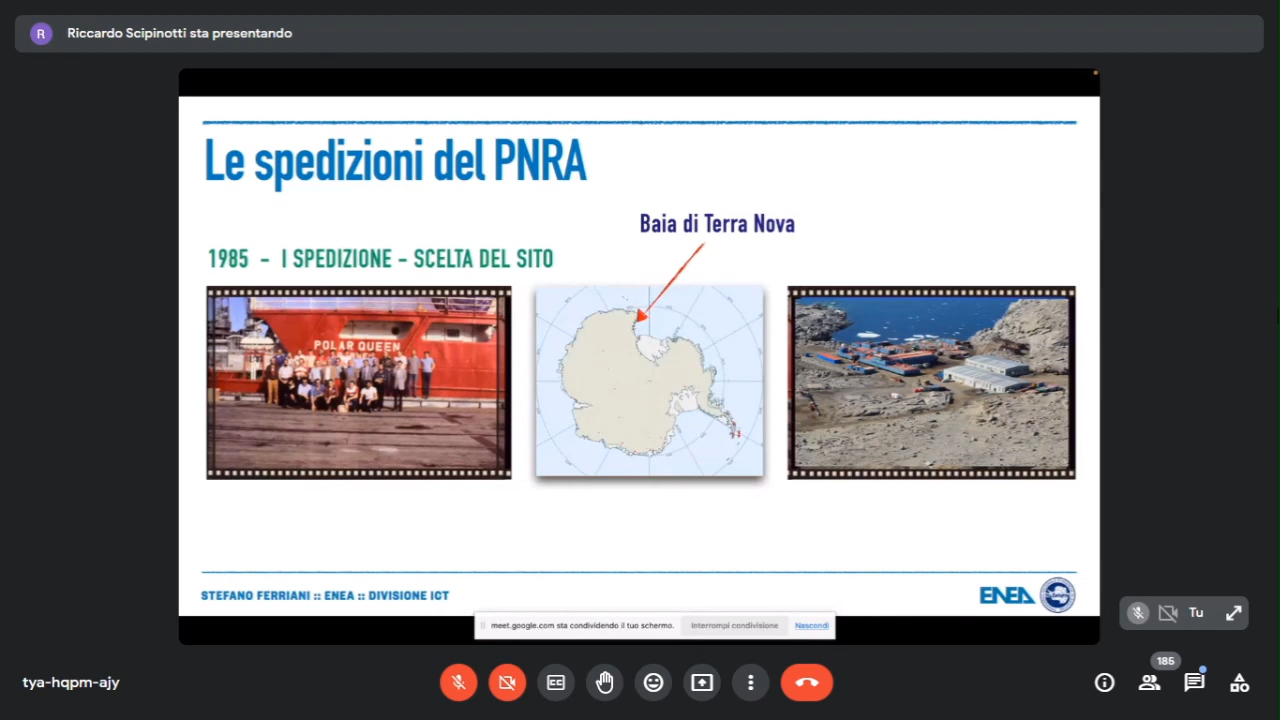 R Riccardo Scipinotti sta presentando
Le spedizioni del PNRA
Baia di Terra Nova
1985 - I SPEDIZIONE - SCELTA DEL SITO
POLAR QUEEN
STEFANO FERRIANI :: ENEA :: DIVISIONE ICT
ENEA
meet.google.com sta condividendo il tuo schermo. Interrompi condivisione Nascondi
Tu
tya-hqpm-ajy
185